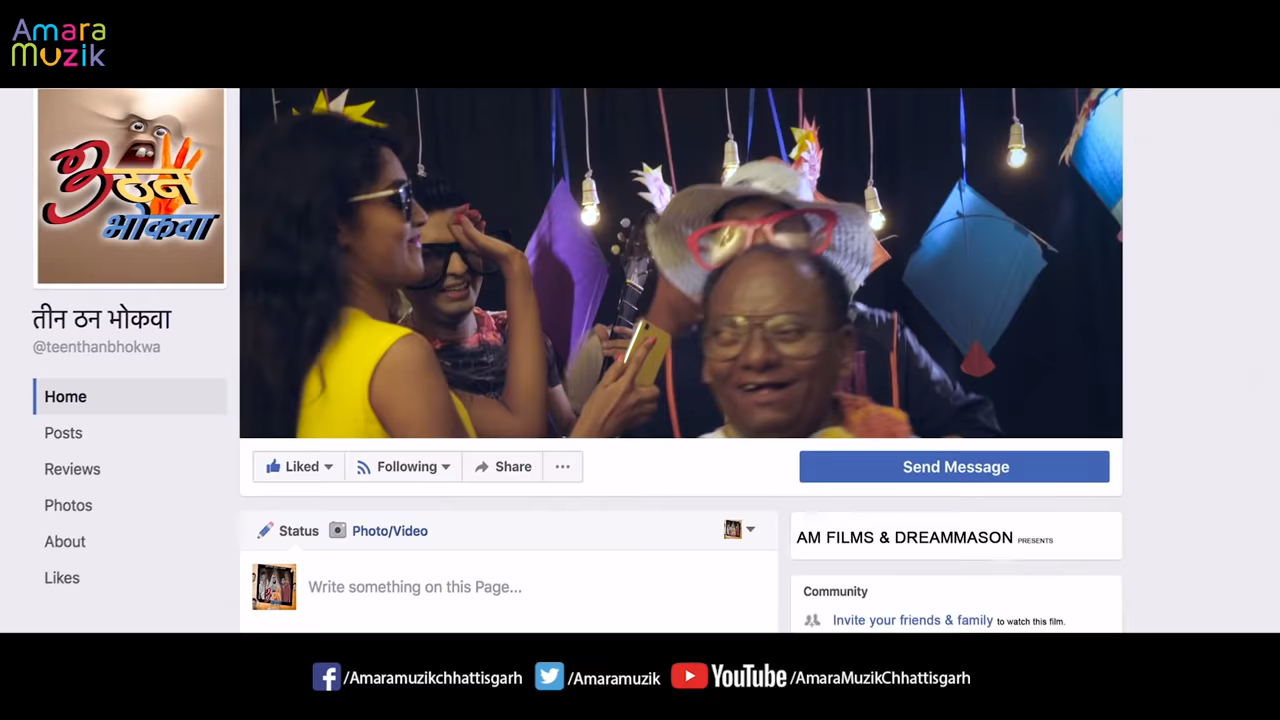 Amara
Muzik
3 ठन
भोकवा
तीन ठन भोकवा
@teenthanbhokwa
Home
Posts
Reviews
Photos
About
Likes
Liked
Following
Share
Send Message
Status
Photo/Video
Write something on this Page...
AM FILMS & DREAMMASON PRESENTS
Community
Invite your friends & family to watch this film.
/Amaramuzikchhattisgarh
/Amaramuzik
YouTube /AmaraMuzikChhattisgarh